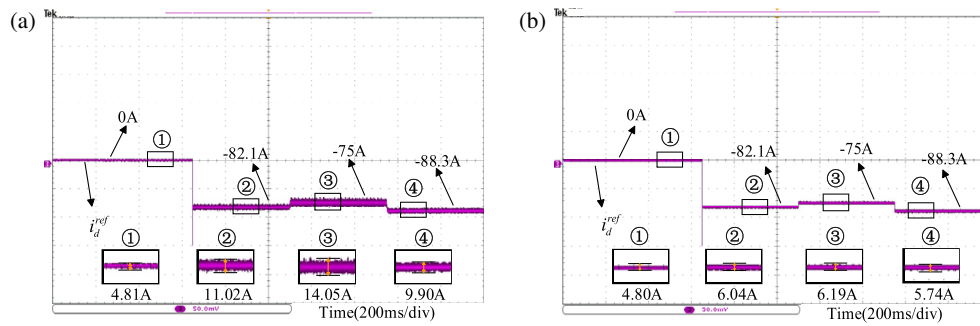 (a)
Tek
①
0A
-82.1A
-75A
-88.3A
②
③
④
i_d^{ref}
①
②
③
④
4.81A
11.02A
14.05A
9.90A
3 50.0mV
Time(200ms/div)
(b)
Tek
①
0A
-82.1A
-75A
-88.3A
②
③
④
i_d^{ref}
①
②
③
④
4.80A
6.04A
6.19A
5.74A
3 50.0mV
Time(200ms/div)